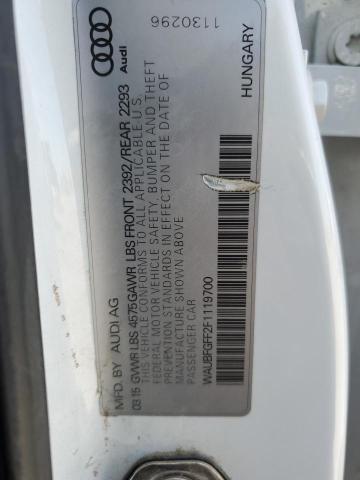 MFD. BY AUDI AG
03.15 GVWR LBS 4575 GAWR LBS FRONT 2392/REAR 2293
THIS VEHICLE CONFORMS TO ALL APPLICABLE U.S.
FEDERAL MOTOR VEHICLE SAFETY, BUMPER AND THEFT
PREVENTION STANDARDS IN EFFECT ON THE DATE OF
MANUFACTURE SHOWN ABOVE
PASSENGER CAR
WAUBFGFF2F1119700
HUNGARY
Audi
1130296